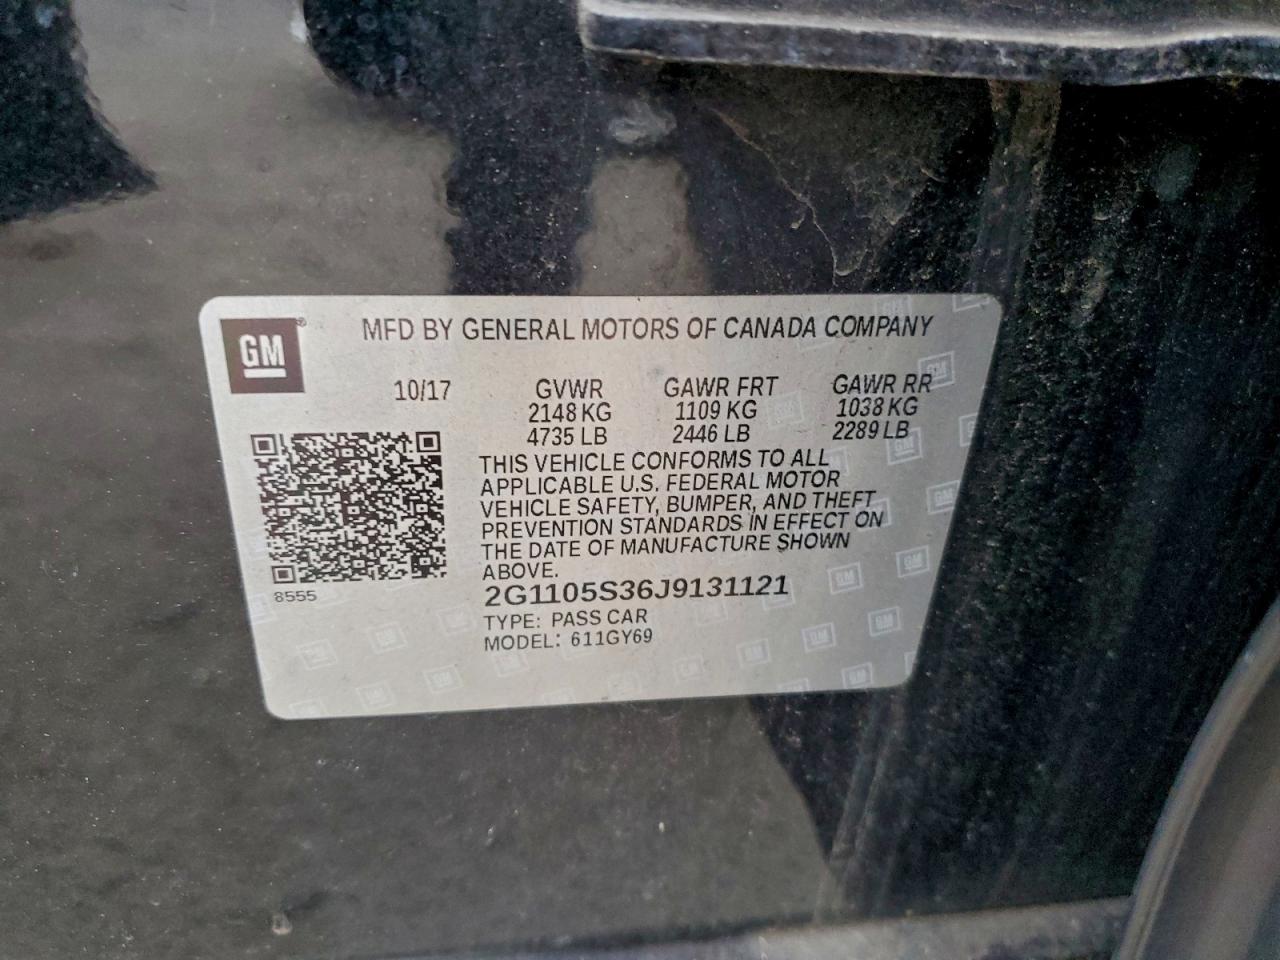 GM®
MFD BY GENERAL MOTORS OF CANADA COMPANY
10/17 GVWR GAWR FRT GAWR RR
2148 KG 1109 KG 1038 KG
4735 LB 2446 LB 2289 LB
THIS VEHICLE CONFORMS TO ALL
APPLICABLE U.S. FEDERAL MOTOR
VEHICLE SAFETY, BUMPER, AND THEFT
PREVENTION STANDARDS IN EFFECT ON
THE DATE OF MANUFACTURE SHOWN
ABOVE.
8555
2G1105S36J9131121
TYPE: PASS CAR
MODEL: 611GY69